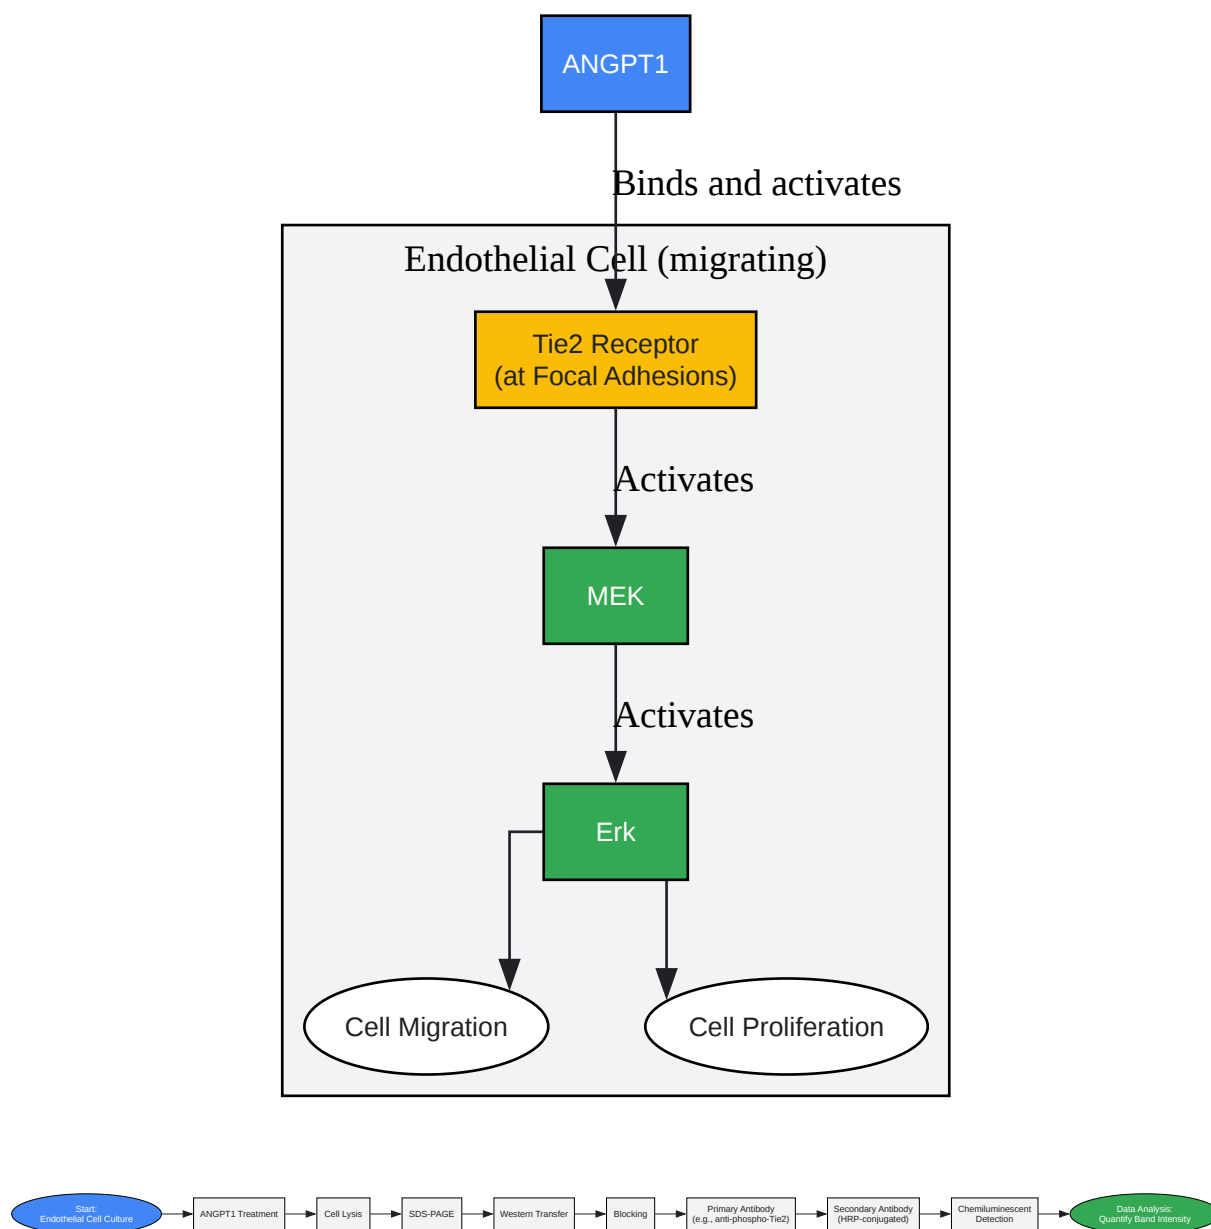 ANGPT1
Binds and activates
Endothelial Cell (migrating)
Tie2 Receptor
(at Focal Adhesions)
Activates
MEK
Activates
Erk
Cell Migration
Cell Proliferation
Start:
Endothelial Cell Culture
ANGPT1 Treatment
Cell Lysis
SDS-PAGE
Western Transfer
Blocking
Primary Antibody
(e.g., anti-phospho-Tie2)
Secondary Antibody
(HRP-conjugated)
Chemiluminescent
Detection
Data Analysis:
Quantify Band Intensity